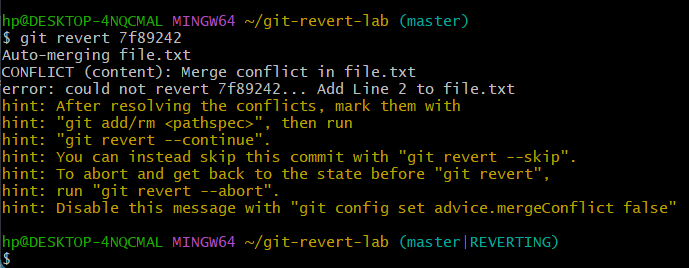 hp@DESKTOP-4NQCMAL MINGW64 ~/git-revert-lab (master)
$ git revert 7f89242
Auto-merging file.txt
CONFLICT (content): Merge conflict in file.txt
error: could not revert 7f89242... Add Line 2 to file.txt
hint: After resolving the conflicts, mark them with
hint: "git add/rm <pathspec>", then run
hint: "git revert --continue".
hint: You can instead skip this commit with "git revert --skip".
hint: To abort and get back to the state before "git revert",
hint: run "git revert --abort".
hint: Disable this message with "git config set advice.mergeConflict false"
hp@DESKTOP-4NQCMAL MINGW64 ~/git-revert-lab (master|REVERTING)
$